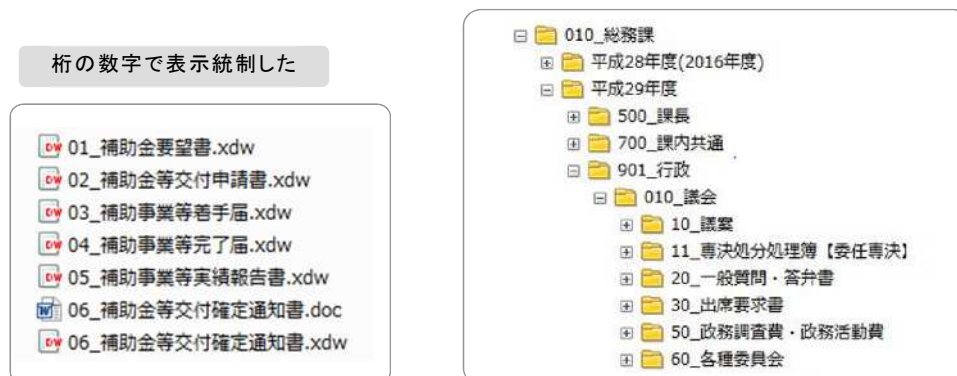 桁の数字で表示統制した
01_補助金要望書.xdw
02_補助金等交付申請書.xdw
03_補助事業等着手届.xdw
04_補助事業等完了届.xdw
05_補助事業等実績報告書.xdw
06_補助金等交付確定通知書.doc
06_補助金等交付確定通知書.xdw
010_総務課
平成28年度(2016年度)
平成29年度
500_課長
700_課内共通
901_行政
010_議会
10_議案
11_専決処分処理簿【委任専決】
20_一般質問・答弁書
30_出席要求書
50_政務調査費・政務活動費
60_各種委員会